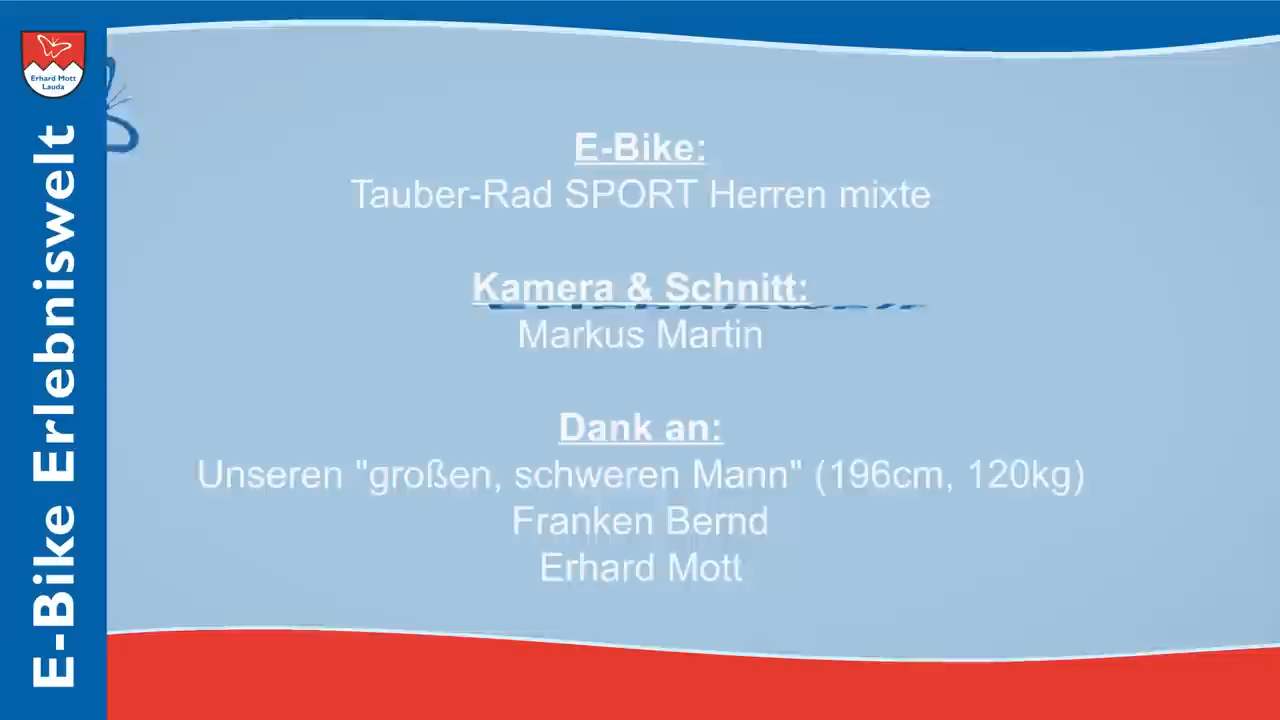 Erhard Mott
Lauda
E-Bike Erlebniswelt
E-Bike:
Tauber-Rad SPORT Herren mixte
Kamera & Schnitt:
Erlebniswelt
Markus Martin
Dank an:
Unseren "großen, schweren Mann" (196cm, 120kg)
Franken Bernd
Erhard Mott